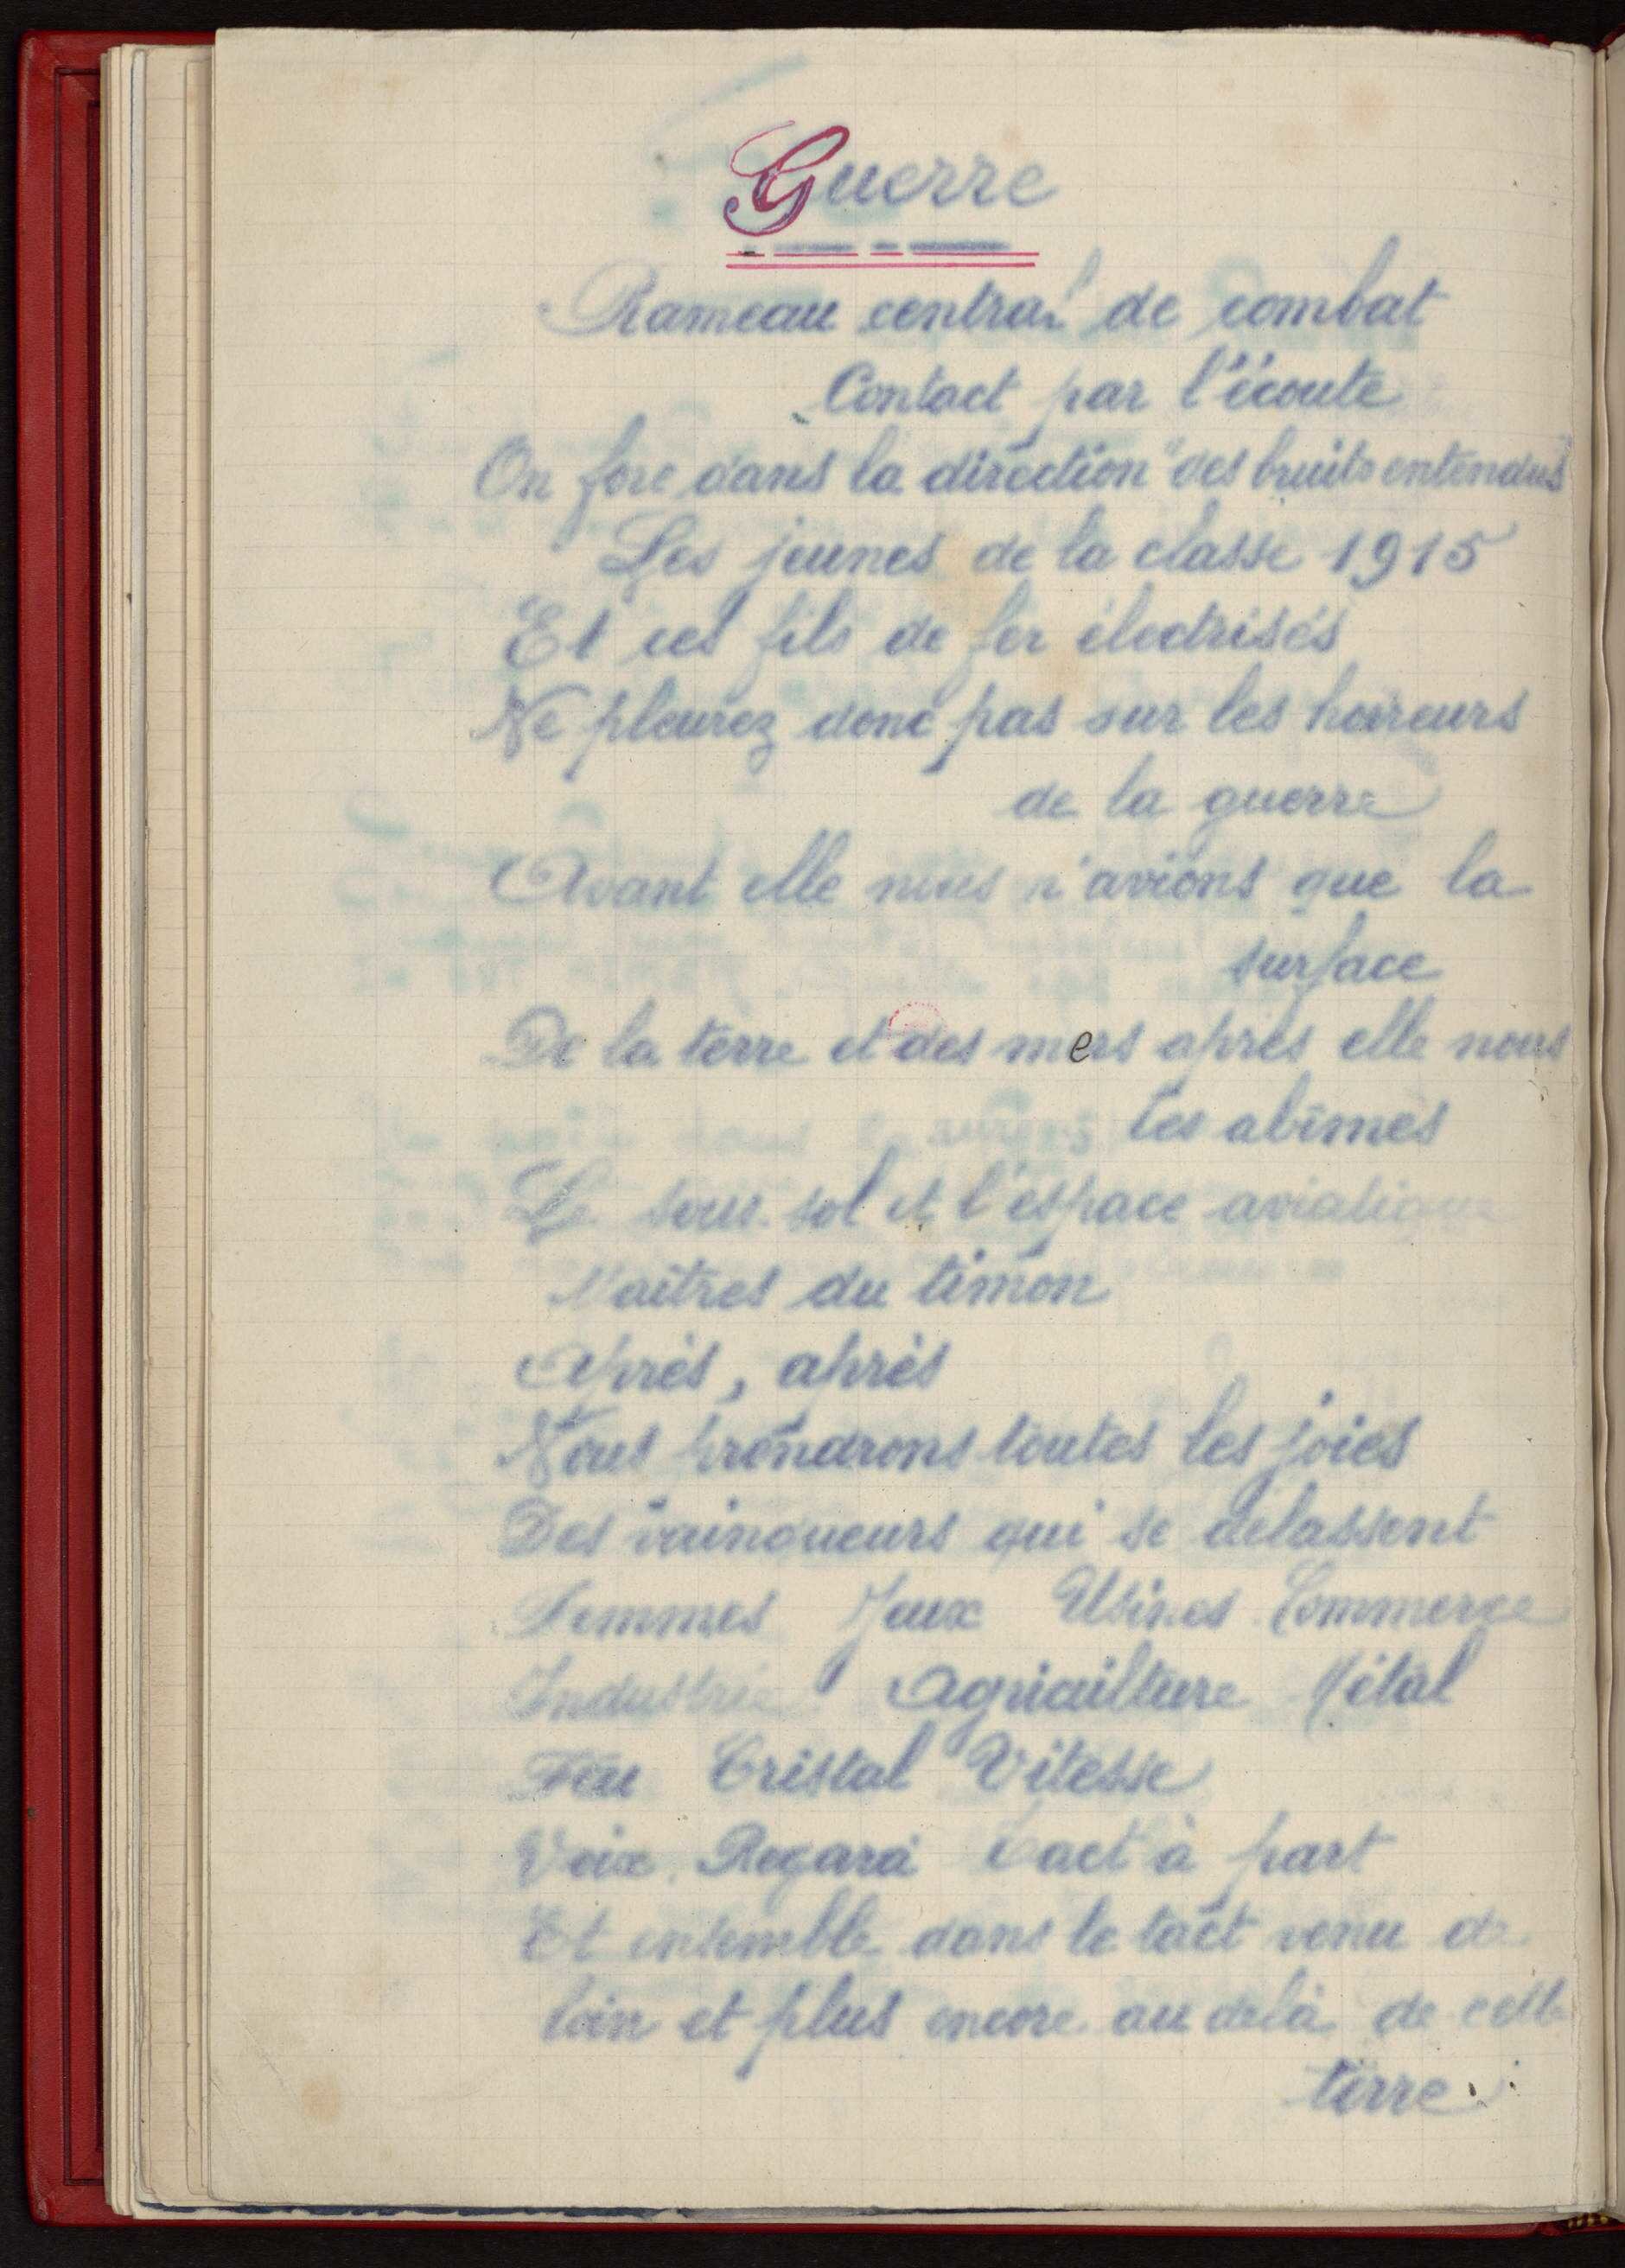 Guerre
Rameau central de combat
Contact par l'écoute
On fore dans la direction "des bruits entendus"
Les jeunes de la classe 1915
Et ces fils de fer électrisés
Ne pleurez donc pas sur les horreurs
de la guerre
Avant elle nous n'avions que la
surface
De la terre et des mers après elle nous
les abîmes
Le sous-sol et l'espace aviatique
Maîtres du timon
Après, après
Nous prendrons toutes les joies
Des vainqueurs qui se délassent
Femmes Jeux Usines Commerce
Industrie Agriculture Métal
Feu Cristal Vitesse
Voix Regard Tact à part
Et ensemble dans le tact venu de
loin et plus encore au delà de cette
terre.